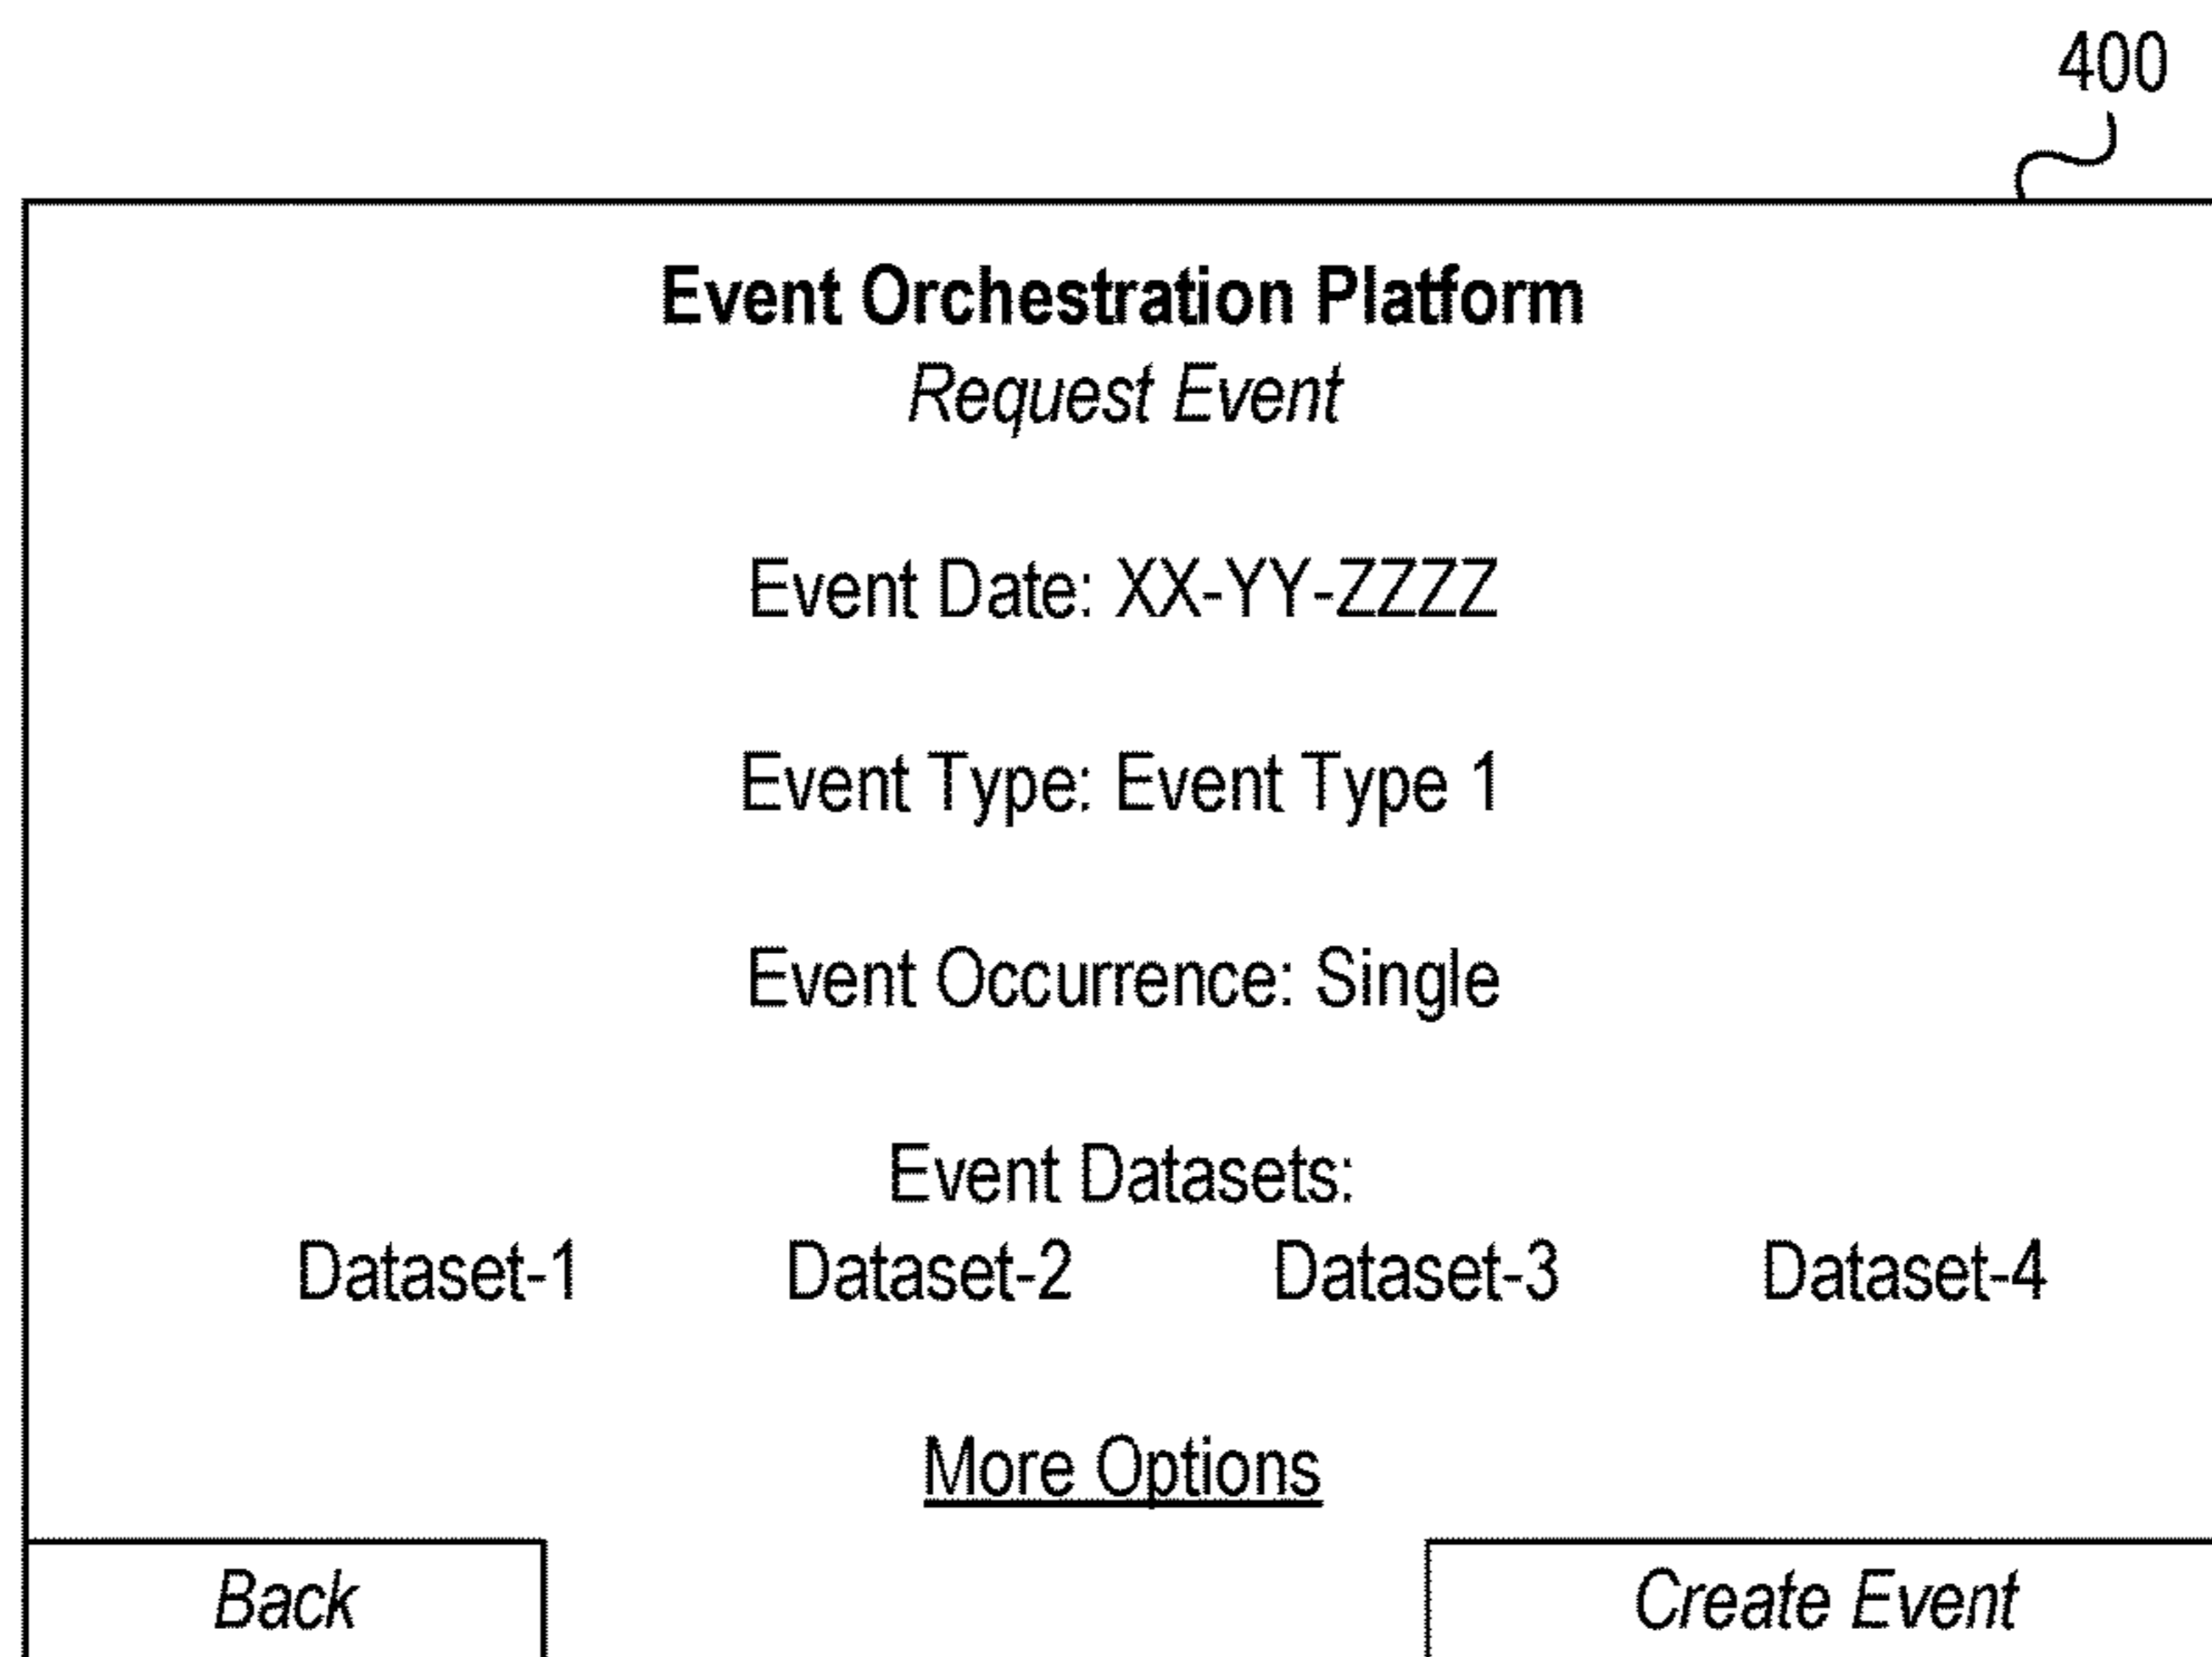 400
Event Orchestration Platform
Request Event
Event Date: XX-YY-ZZZZ
Event Type: Event Type 1
Event Occurrence: Single
Event Datasets:
Dataset-1 Dataset-2 Dataset-3 Dataset-4
More Options
Back Create Event